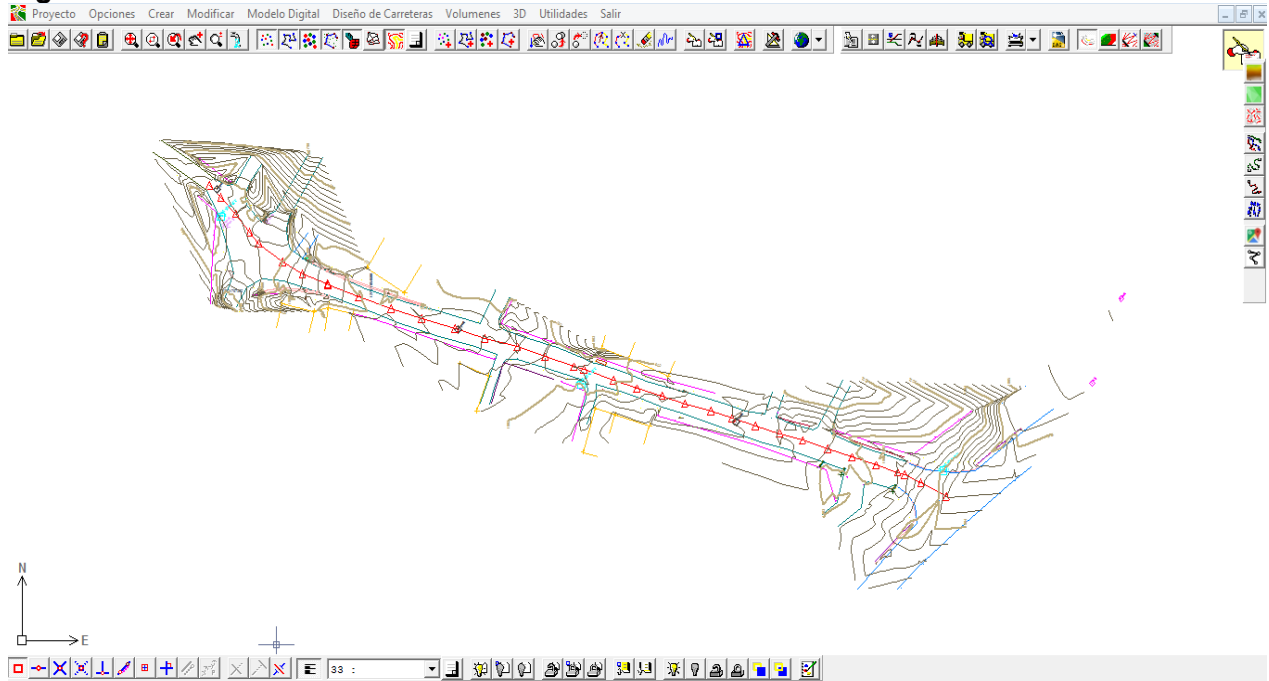 Proyecto Opciones Crear Modificar Modelo Digital Diseño de Carreteras Volumenes 3D Utilidades Salir
N
E
33 :